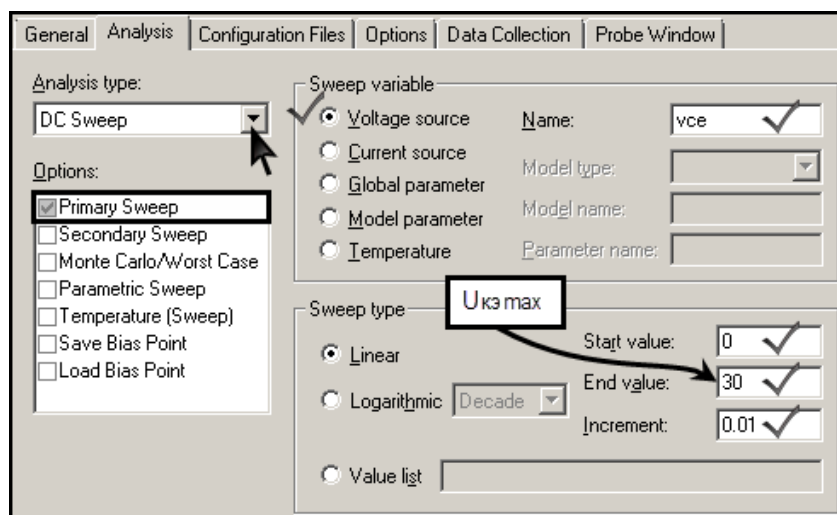 General Analysis Configuration Files Options Data Collection Probe Window
Analysis type:
DC Sweep
Options:
Primary Sweep
Secondary Sweep
Monte Carlo/Worst Case
Parametric Sweep
Temperature (Sweep)
Save Bias Point
Load Bias Point
Sweep variable
Voltage source
Current source
Global parameter
Model parameter
Temperature
Name: vce
Model type:
Model name:
Parameter name:
Sweep type
Uкэ max
Linear
Logarithmic Decade
Value list
Start value: 0
End value: 30
Increment: 0.01